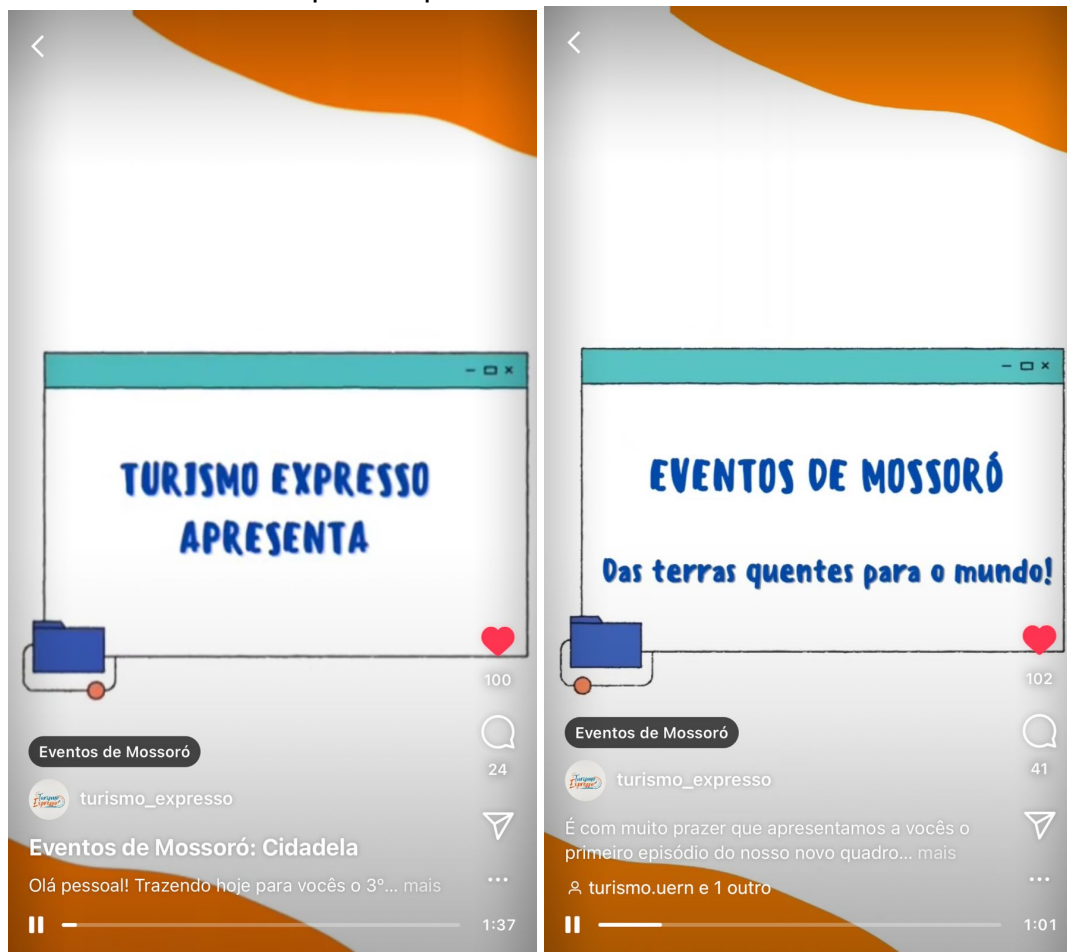 TURISMO EXPRESSO
APRESENTA
100
Eventos de Mossoró
24
turismo_expresso
Eventos de Mossoró: Cidadela
Olá pessoal! Trazendo hoje para vocês o 3°... mais
1:37
EVENTOS DE MOSSORÓ
Das terras quentes para o mundo!
102
Eventos de Mossoró
41
turismo_expresso
É com muito prazer que apresentamos a vocês o
primeiro episódio do nosso novo quadro... mais
turismo.uern e 1 outro
1:01